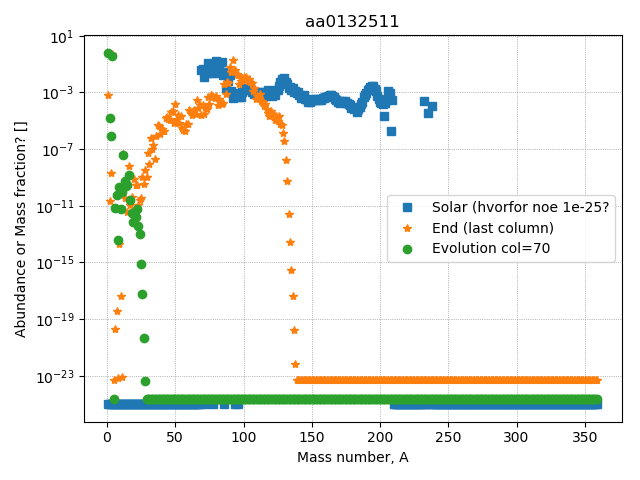 aa0132511
Abundance or Mass fraction? []
10^1
10^-3
10^-7
10^-11
10^-15
10^-19
10^-23
Solar (hvorfor noe 1e-25?
End (last column)
Evolution col=70
0 50 100 150 200 250 300 350
Mass number, A